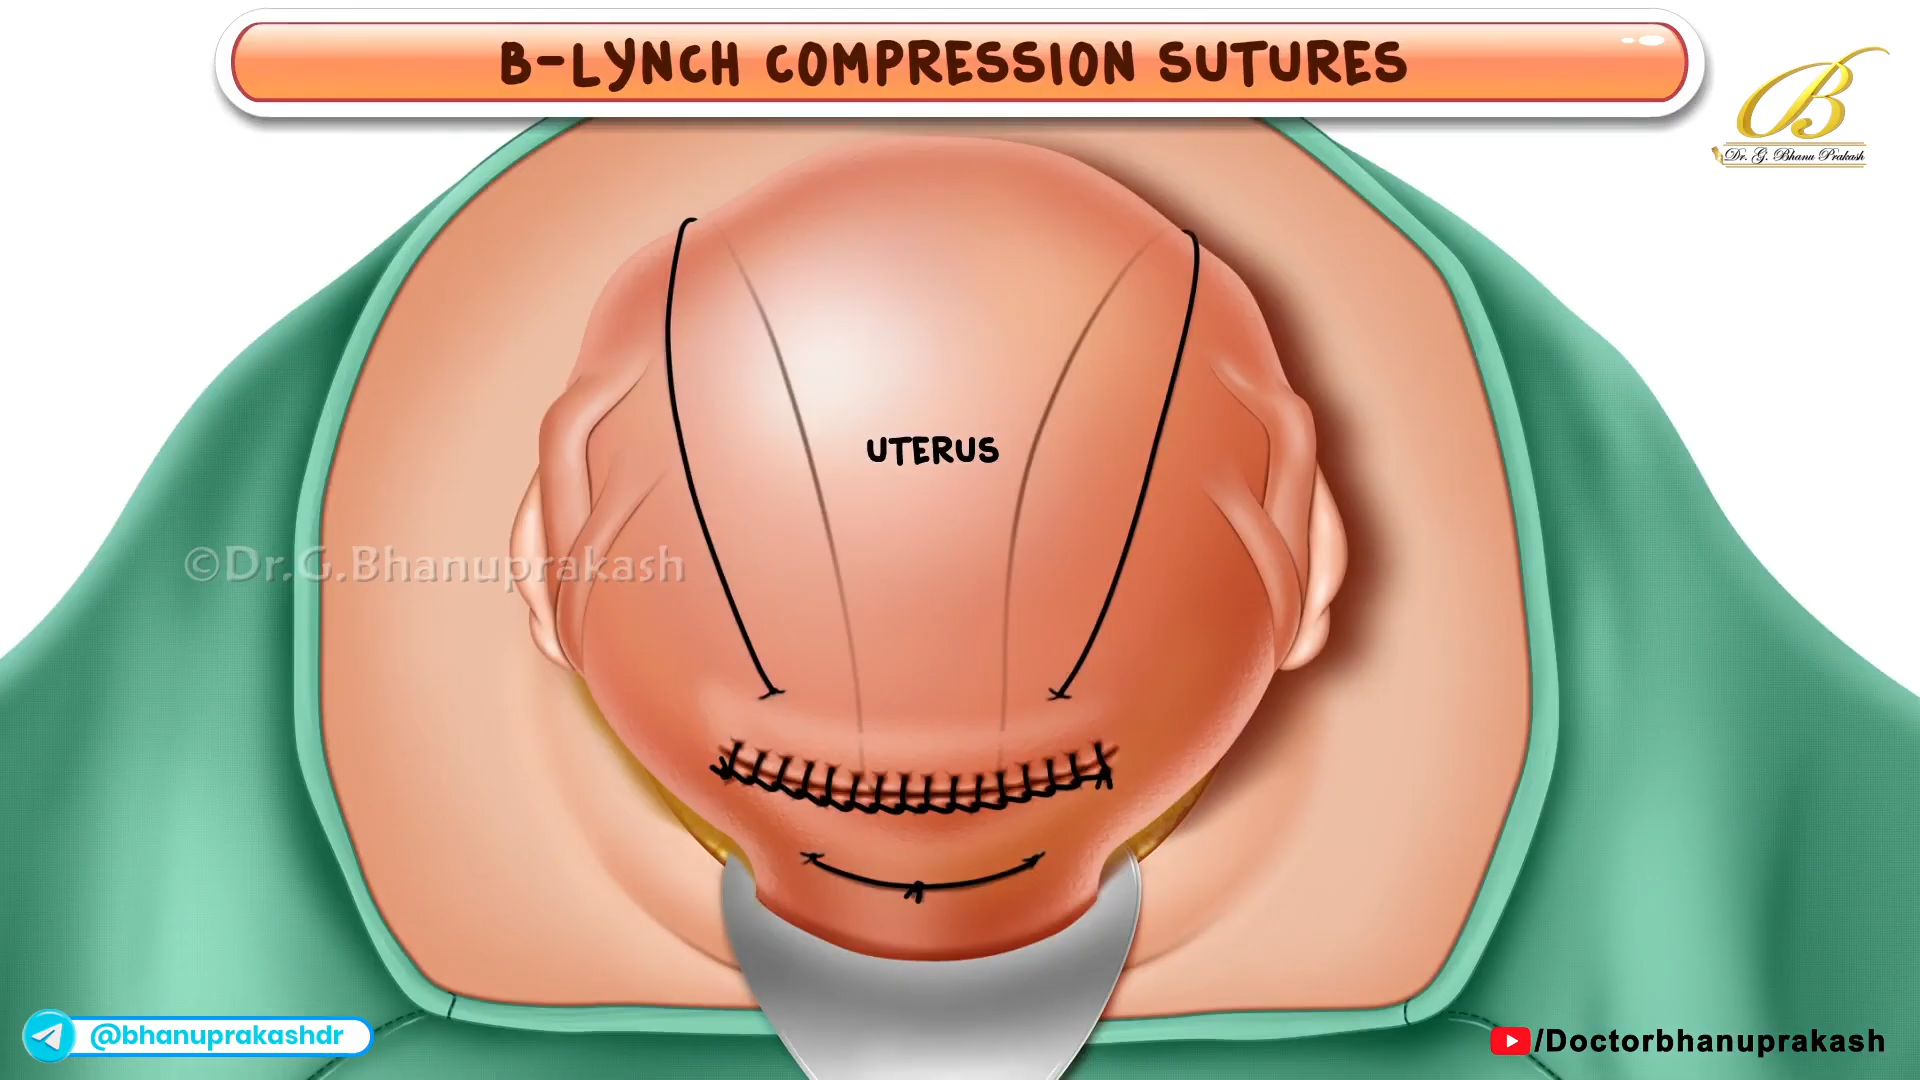 B-LYNCH COMPRESSION SUTURES
B
Dr. G. Bhanu Prakash
UTERUS
©Dr.G.Bhanuprakash
@bhanuprakashdr
/Doctorbhanuprakash